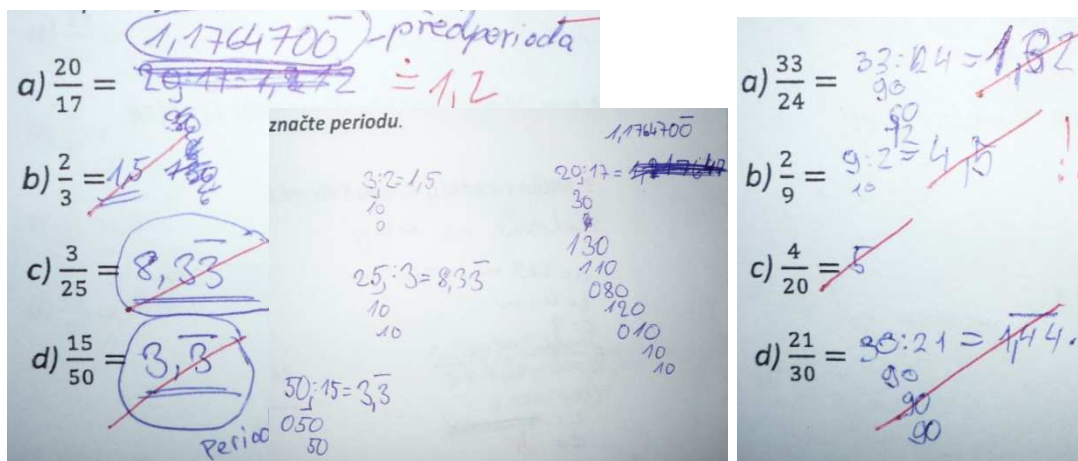 1,1764700̅ - předperioda
a) 20/17 = 20:17=1,1212 ≐ 1,2
b) 2/3 = 1,5
c) 3/25 = 8,33̅
d) 15/50 = 3,3̅
Period
značte periodu.
1,1764700̅
3:2=1,5
10
0
25:3=8,33̅
10
10
50:15=3,3̅
050
50
20:17=
30
130
110
080
120
010
10
10
a) 33/24 = 33:24=1,32
90
60
12
b) 2/9 = 9:2=4,5 !
10
c) 4/20 = 5
d) 21/30 = 30:21=1,44.
90
90
90